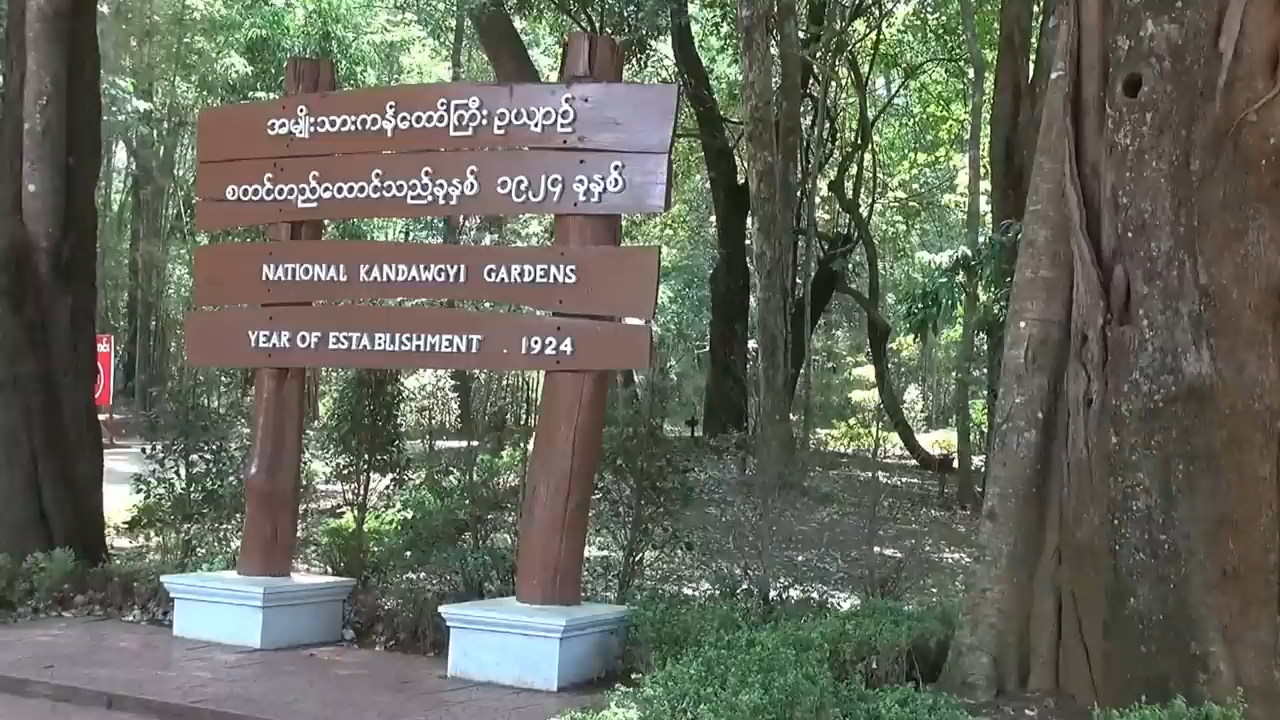 အမျိုးသားကန်တော်ကြီး ဥယျာဉ်
စတင်တည်ထောင်သည့်ခုနှစ် ၁၉၂၄ ခုနှစ်
NATIONAL KANDAWGYI GARDENS
YEAR OF ESTABLISHMENT . 1924